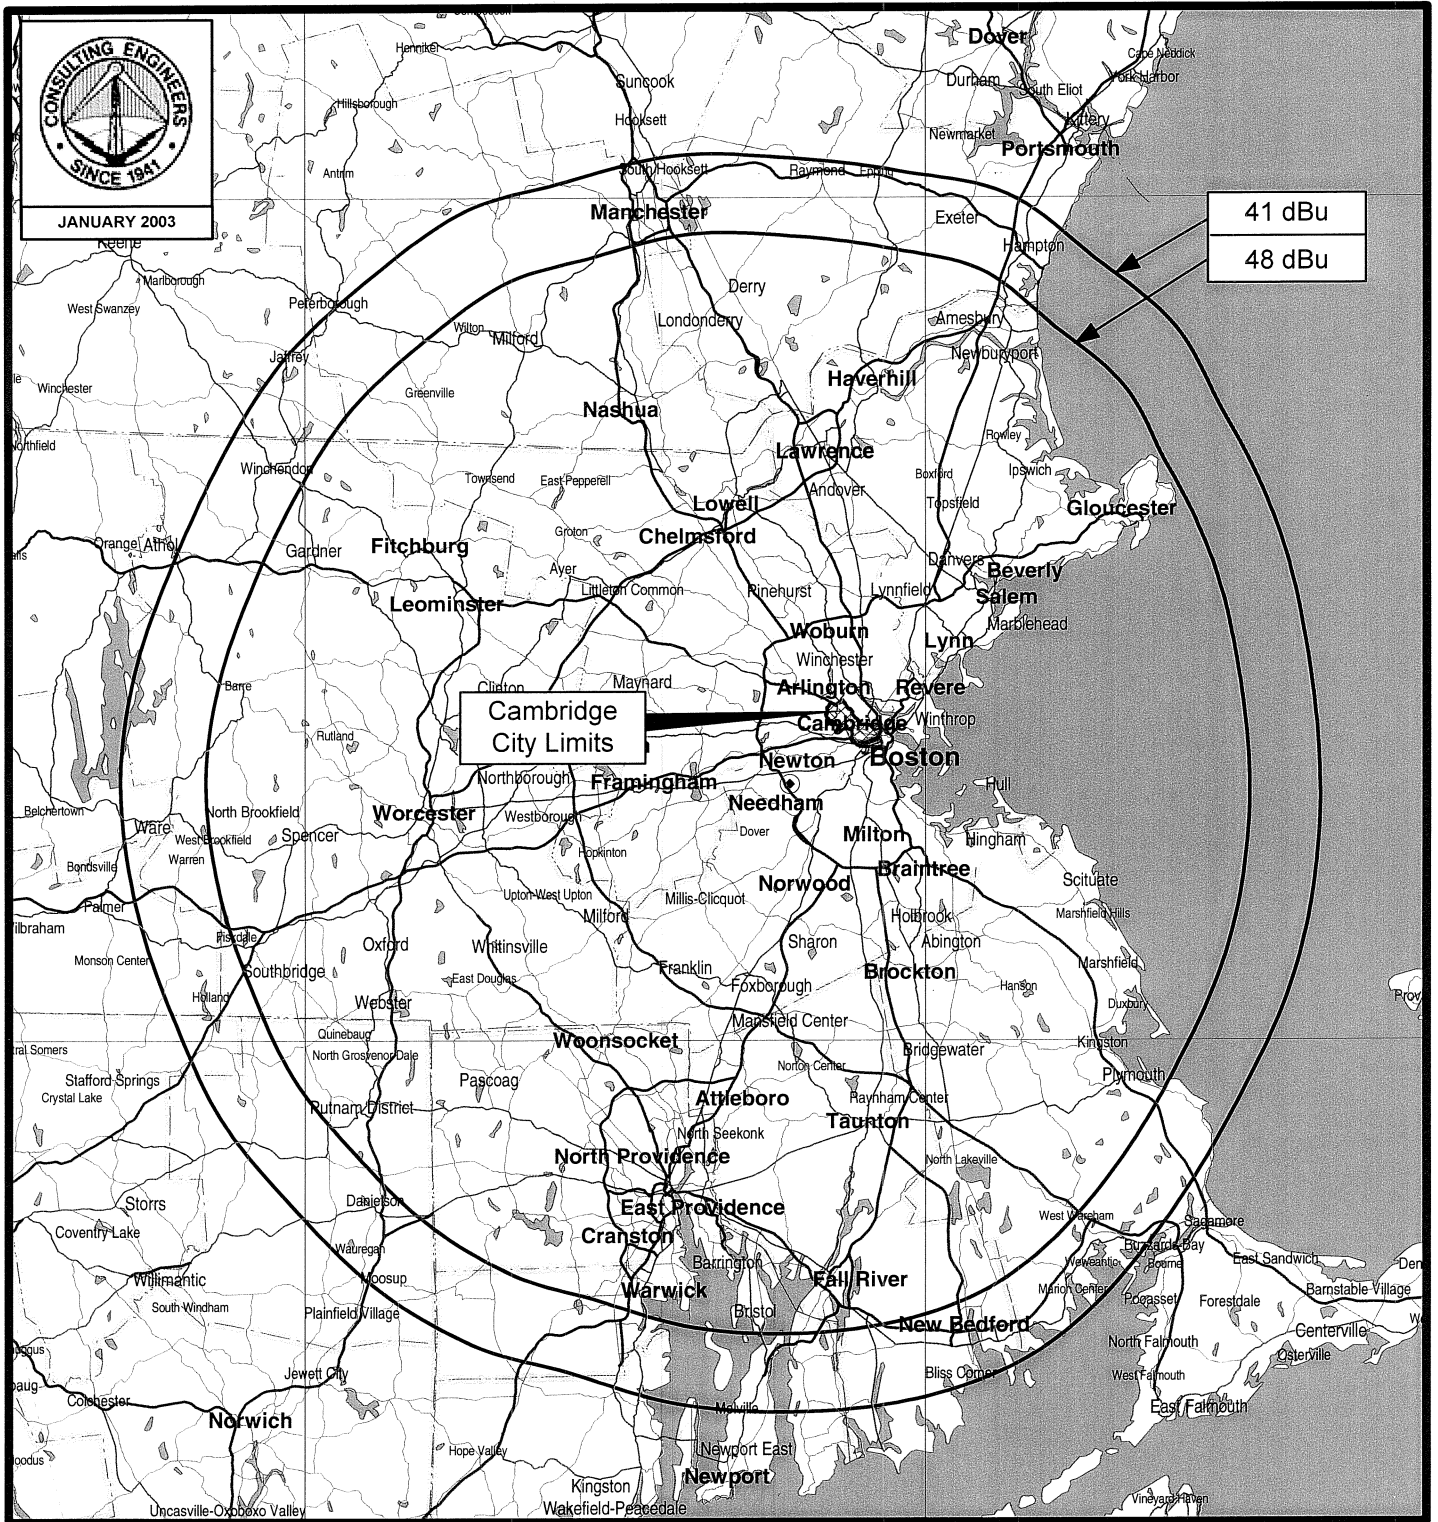 CONSULTING ENGINEERS
SINCE 1941
JANUARY 2003
Henniker
Suncook
Hillsborough
Hooksett
Dover
Cape Neddick
York Harbor
Durham
South Eliot
Kittery
Newmarket
Portsmouth
Antrim
South Hooksett
Raymond
Epping
Manchester
Exeter
Hampton
41 dBu
48 dBu
Keene
Marlborough
West Swanzey
Peterborough
Derry
Londonderry
Wilton
Milford
Amesbury
Newburyport
Jaffrey
Winchester
Greenville
Haverhill
Nashua
Rowley
Lawrence
Winchendon
Townsend
East Pepperell
Andover
Boxford
Ipswich
Topsfield
Lowell
Gloucester
Chelmsford
Orange
Athol
Gardner
Fitchburg
Groton
Ayer
Danvers
Beverly
Littleton Common
Pinehurst
Lynnfield
Salem
Leominster
Marblehead
Woburn
Lynn
Winchester
Barre
Clinton
Maynard
Arlington
Revere
Cambridge
City Limits
Cambridge
Winthrop
Rutland
Boston
Newton
Northborough
Framingham
Hull
Needham
Belchertown
North Brookfield
Worcester
Westborough
Ware
West Brookfield
Spencer
Dover
Milton
Hingham
Warren
Hopkinton
Bondsville
Braintree
Norwood
Scituate
Upton-West Upton
Millis-Clicquot
Palmer
Milford
Holbrook
Marshfield Hills
ilbraham
Fiskdale
Oxford
Whitinsville
Sharon
Abington
Monson Center
Southbridge
East Douglas
Franklin
Foxborough
Brockton
Marshfield
Hanson
Holland
Webster
Duxbury
Mansfield Center
Quinebaug
Woonsocket
Kingston
North Grosvenor Dale
Bridgewater
tral Somers
Norton Center
Stafford Springs
Pascoag
Plymouth
Crystal Lake
Putnam District
Attleboro
Raynham Center
Taunton
North Seekonk
North Providence
North Lakeville
Storrs
Danielson
East Providence
West Wareham
Sagamore
Coventry Lake
Cranston
Wauregan
Buzzards Bay
Barrington
Weweantic
Bourne
East Sandwich
Willimantic
Moosup
Fall River
Warwick
Marion Center
Pocasset
Forestdale
Barnstable Village
South Windham
Plainfield Village
Bristol
New Bedford
Centerville
North Falmouth
Osterville
Jewett City
Bliss Corner
West Falmouth
Colchester
Melville
East Falmouth
Norwich
Hope Valley
Newport East
Newport
Kingston
Vineyard Haven
Uncasville-Oxoboxo Valley
Wakefield-Peacedale